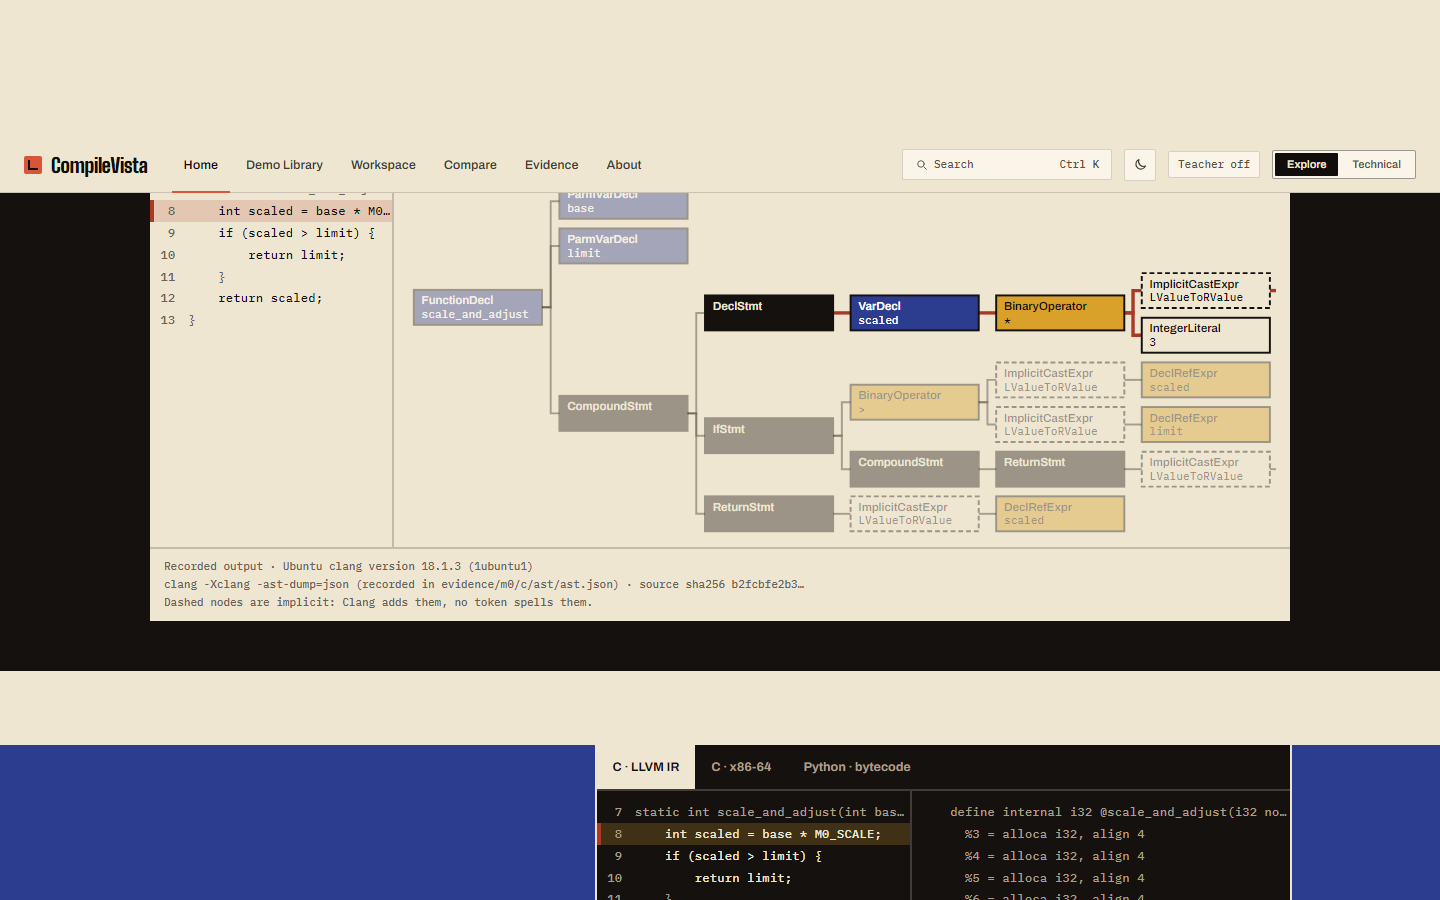 CompileVista
Home
Demo Library
Workspace
Compare
Evidence
About
Search
Ctrl K
Teacher off
Explore
Technical
8 int scaled = base * M0…
9 if (scaled > limit) {
10 return limit;
11 }
12 return scaled;
13 }
ParmVarDecl
base
ParmVarDecl
limit
FunctionDecl
scale_and_adjust
CompoundStmt
DeclStmt
VarDecl
scaled
BinaryOperator
*
ImplicitCastExpr
LValueToRValue
IntegerLiteral
3
IfStmt
BinaryOperator
>
ImplicitCastExpr
LValueToRValue
DeclRefExpr
scaled
ImplicitCastExpr
LValueToRValue
DeclRefExpr
limit
CompoundStmt
ReturnStmt
ImplicitCastExpr
LValueToRValue
ReturnStmt
ImplicitCastExpr
LValueToRValue
DeclRefExpr
scaled
Recorded output · Ubuntu clang version 18.1.3 (1ubuntu1)
clang -Xclang -ast-dump=json (recorded in evidence/m0/c/ast/ast.json) · source sha256 b2fcbfe2b3…
Dashed nodes are implicit: Clang adds them, no token spells them.
C · LLVM IR
C · x86-64
Python · bytecode
7 static int scale_and_adjust(int bas…
8 int scaled = base * M0_SCALE;
9 if (scaled > limit) {
10 return limit;
11 }
define internal i32 @scale_and_adjust(i32 no…
%3 = alloca i32, align 4
%4 = alloca i32, align 4
%5 = alloca i32, align 4
%6 = alloca i32, align 4